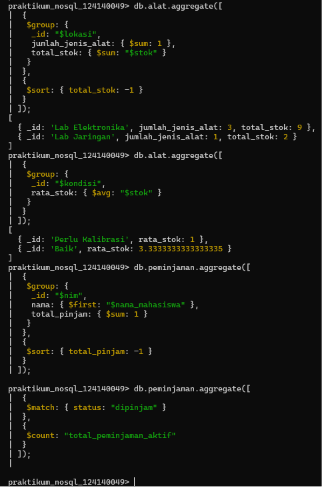 praktikum_nosql_124140049> db.alat.aggregate([
|   {
|     $group: {
|       _id: "$lokasi",
|       jumlah_jenis_alat: { $sum: 1 },
|       total_stok: { $sum: "$stok" }
|     }
|   },
|   {
|     $sort: { total_stok: -1 }
|   }
| ]);
[
  { _id: 'Lab Elektronika', jumlah_jenis_alat: 3, total_stok: 9 },
  { _id: 'Lab Jaringan', jumlah_jenis_alat: 1, total_stok: 2 }
]
praktikum_nosql_124140049> db.alat.aggregate([
|   {
|     $group: {
|       _id: "$kondisi",
|       rata_stok: { $avg: "$stok" }
|     }
|   }
| ]);
[
  { _id: 'Perlu Kalibrasi', rata_stok: 1 },
  { _id: 'Baik', rata_stok: 3.3333333333333335 }
]
praktikum_nosql_124140049> db.peminjaman.aggregate([
|   {
|     $group: {
|       _id: "$nim",
|       nama: { $first: "$nama_mahasiswa" },
|       total_pinjam: { $sum: 1 }
|     }
|   },
|   {
|     $sort: { total_pinjam: -1 }
|   }
| ]);

praktikum_nosql_124140049> db.peminjaman.aggregate([
|   {
|     $match: { status: "dipinjam" }
|   },
|   {
|     $count: "total_peminjaman_aktif"
|   }
| ]);
|

praktikum_nosql_124140049> |